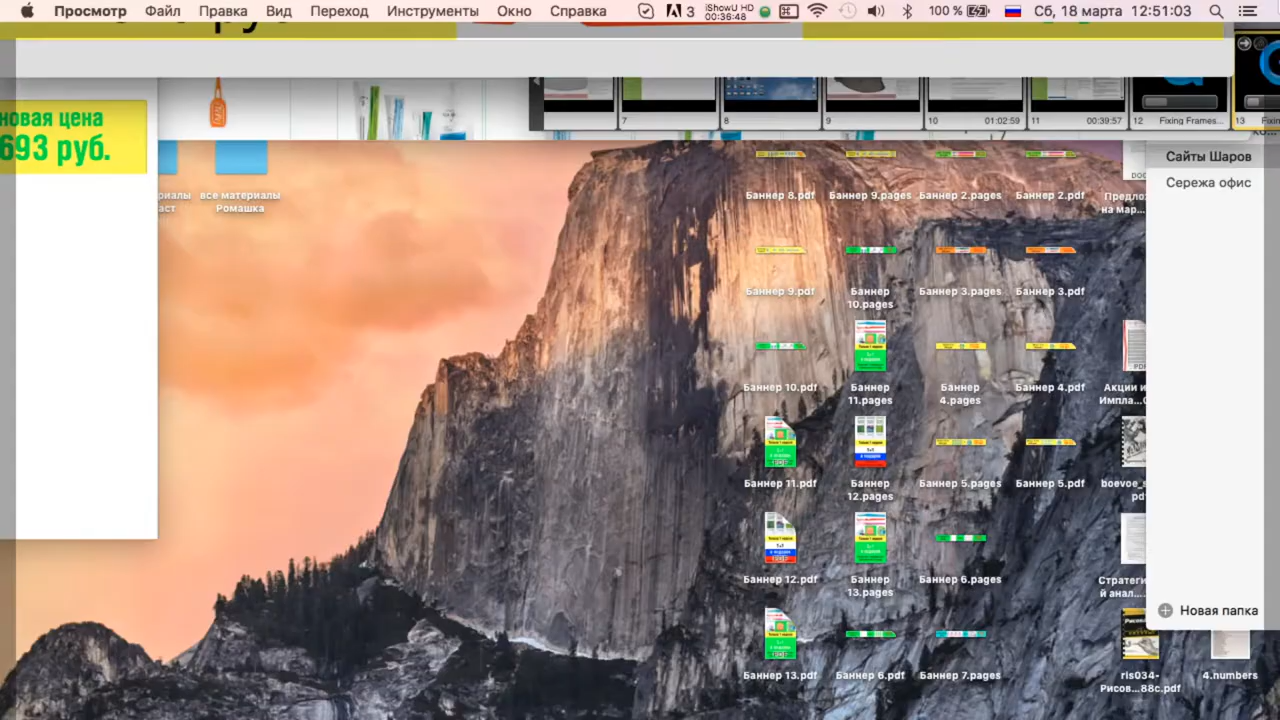 Просмотр Файл Правка Вид Переход Инструменты Окно Справка 3 iShowU HD 00:36:48 100 % Сб, 18 марта 12:51:03
новая цена
693 руб.
7 8 9 10 01:02:59 11 00:39:57 12 Fixing Frames... 13
Сайты Шаров
Сережа офис
все материалы
Ромашка
Баннер 8.pdf Баннер 9.pages Баннер 2.pages Баннер 2.pdf
на мар...
Баннер 9.pdf Баннер
10.pages Баннер 3.pages Баннер 3.pdf
Баннер 10.pdf Баннер
11.pages Баннер
4.pages Баннер 4.pdf Акции и
Импла...
Баннер 11.pdf Баннер
12.pages Баннер 5.pages Баннер 5.pdf boevoe_s
Баннер 12.pdf Баннер
13.pages Баннер 6.pages Стратеги
й анал...
Новая папка
Баннер 13.pdf Баннер 6.pdf Баннер 7.pages ris034-
Рисов...88c.pdf 4.numbers